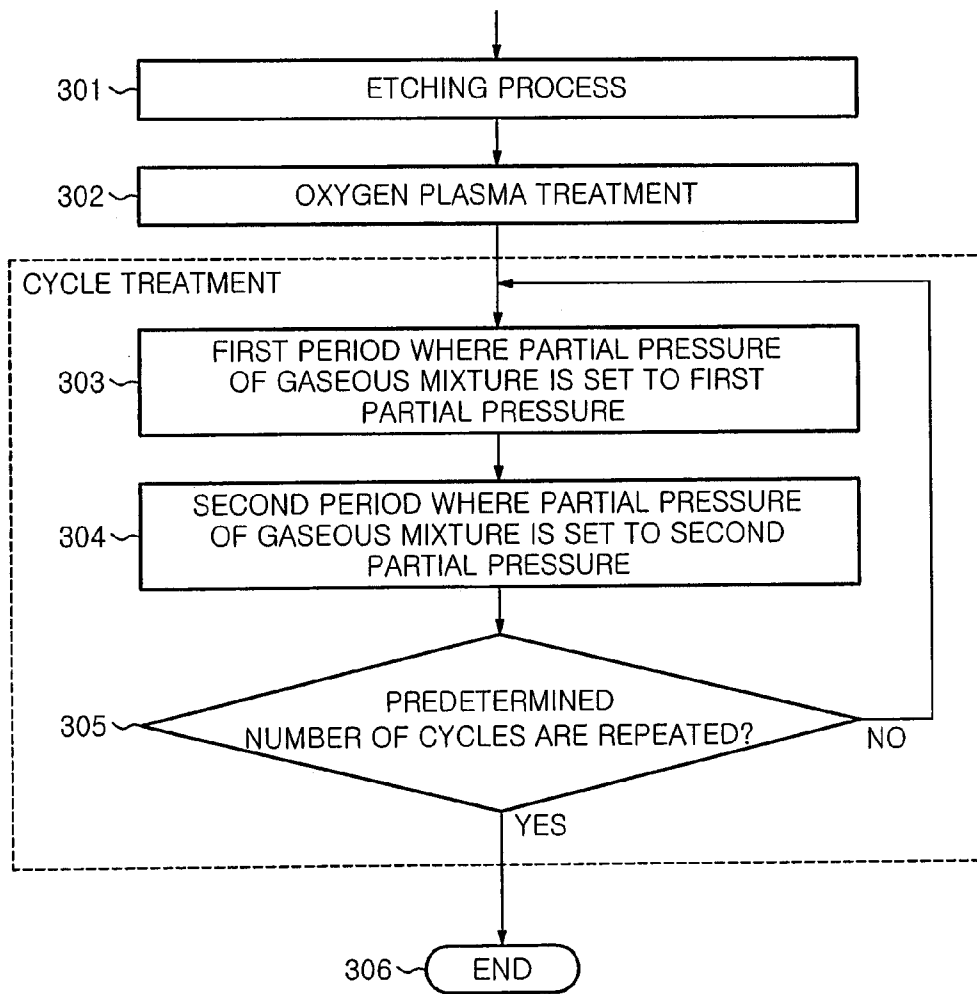 301
ETCHING PROCESS
302
OXYGEN PLASMA TREATMENT
CYCLE TREATMENT
303
FIRST PERIOD WHERE PARTIAL PRESSURE
OF GASEOUS MIXTURE IS SET TO FIRST
PARTIAL PRESSURE
304
SECOND PERIOD WHERE PARTIAL PRESSURE
OF GASEOUS MIXTURE IS SET TO SECOND
PARTIAL PRESSURE
305
PREDETERMINED
NUMBER OF CYCLES ARE REPEATED?
NO
YES
306
END